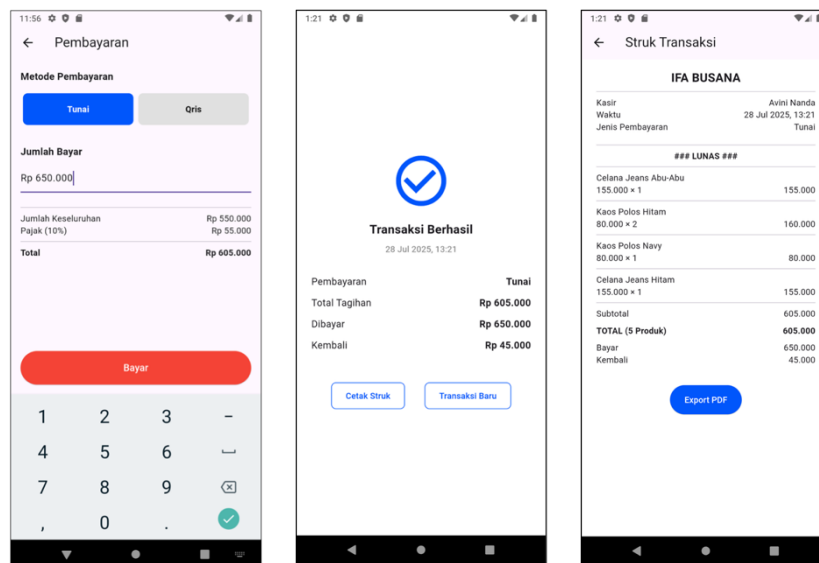 11:56
Pembayaran
Metode Pembayaran
Tunai Qris
Jumlah Bayar
Rp 650.000
Jumlah Keseluruhan Rp 550.000
Pajak (10%) Rp 55.000
Total Rp 605.000
Bayar
1 2 3 -
4 5 6
7 8 9
, 0 .
1:21
Transaksi Berhasil
28 Jul 2025, 13:21
Pembayaran Tunai
Total Tagihan Rp 605.000
Dibayar Rp 650.000
Kembali Rp 45.000
Cetak Struk Transaksi Baru
1:21
Struk Transaksi
IFA BUSANA
Kasir Avini Nanda
Waktu 28 Jul 2025, 13:21
Jenis Pembayaran Tunai
### LUNAS ###
Celana Jeans Abu-Abu
155.000 × 1 155.000
Kaos Polos Hitam
80.000 × 2 160.000
Kaos Polos Navy
80.000 × 1 80.000
Celana Jeans Hitam
155.000 × 1 155.000
Subtotal 605.000
TOTAL (5 Produk) 605.000
Bayar 650.000
Kembali 45.000
Export PDF